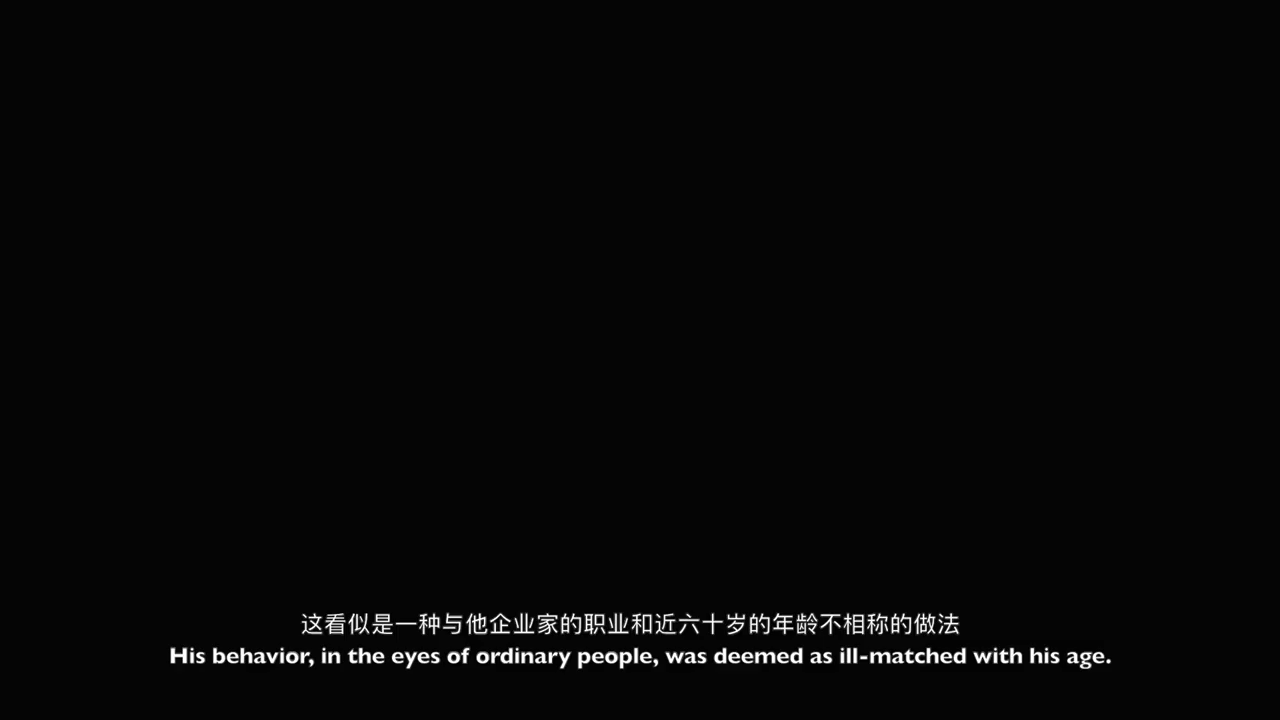 这看似是一种与他企业家的职业和近六十岁的年龄不相称的做法
His behavior, in the eyes of ordinary people, was deemed as ill-matched with his age.